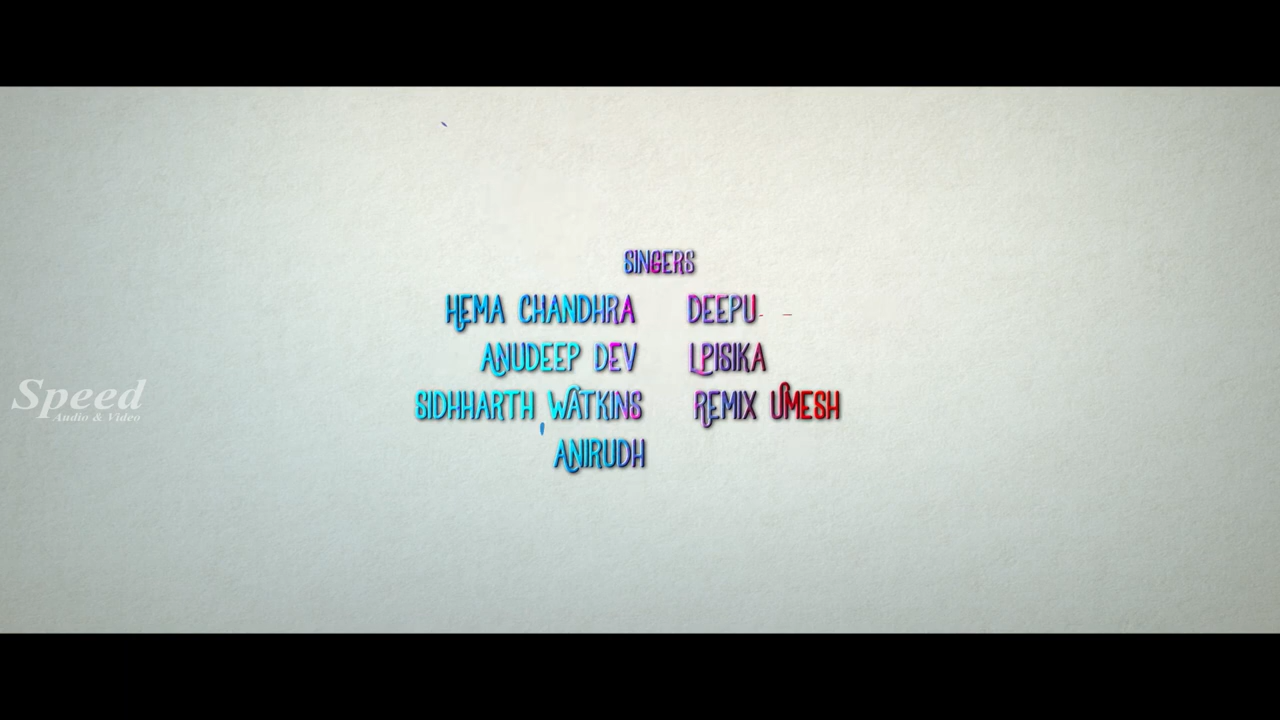 SINGERS
HEMA CHANDHRA DEEPU
ANUDEEP DEV LPISIKA
SIDHHARTH WATKINS REMIX UMESH
ANIRUDH
Speed
Audio & Video